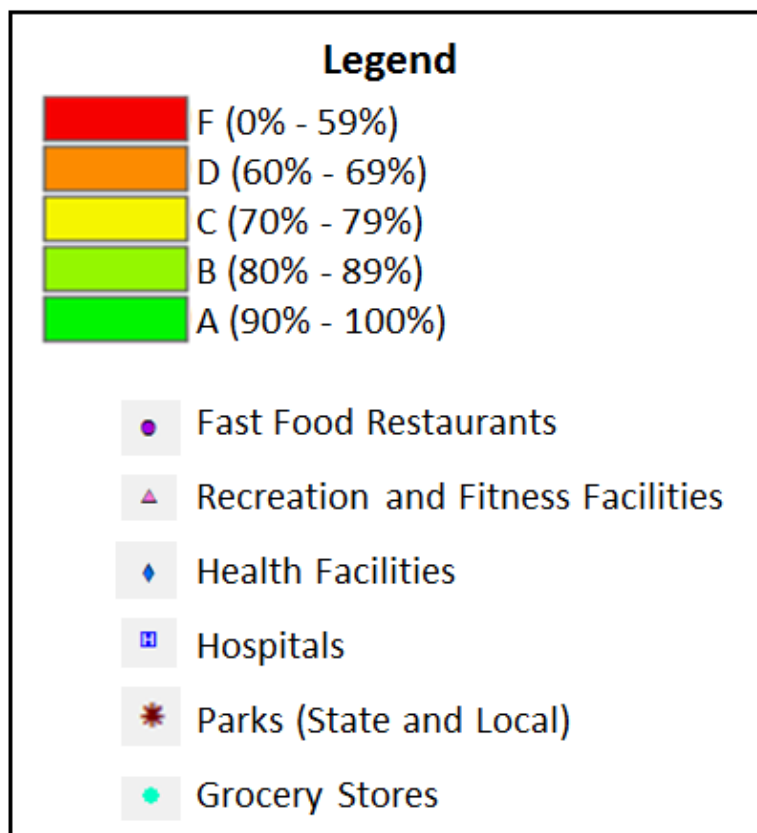 Legend
F (0% - 59%)
D (60% - 69%)
C (70% - 79%)
B (80% - 89%)
A (90% - 100%)
Fast Food Restaurants
Recreation and Fitness Facilities
Health Facilities
H Hospitals
Parks (State and Local)
Grocery Stores